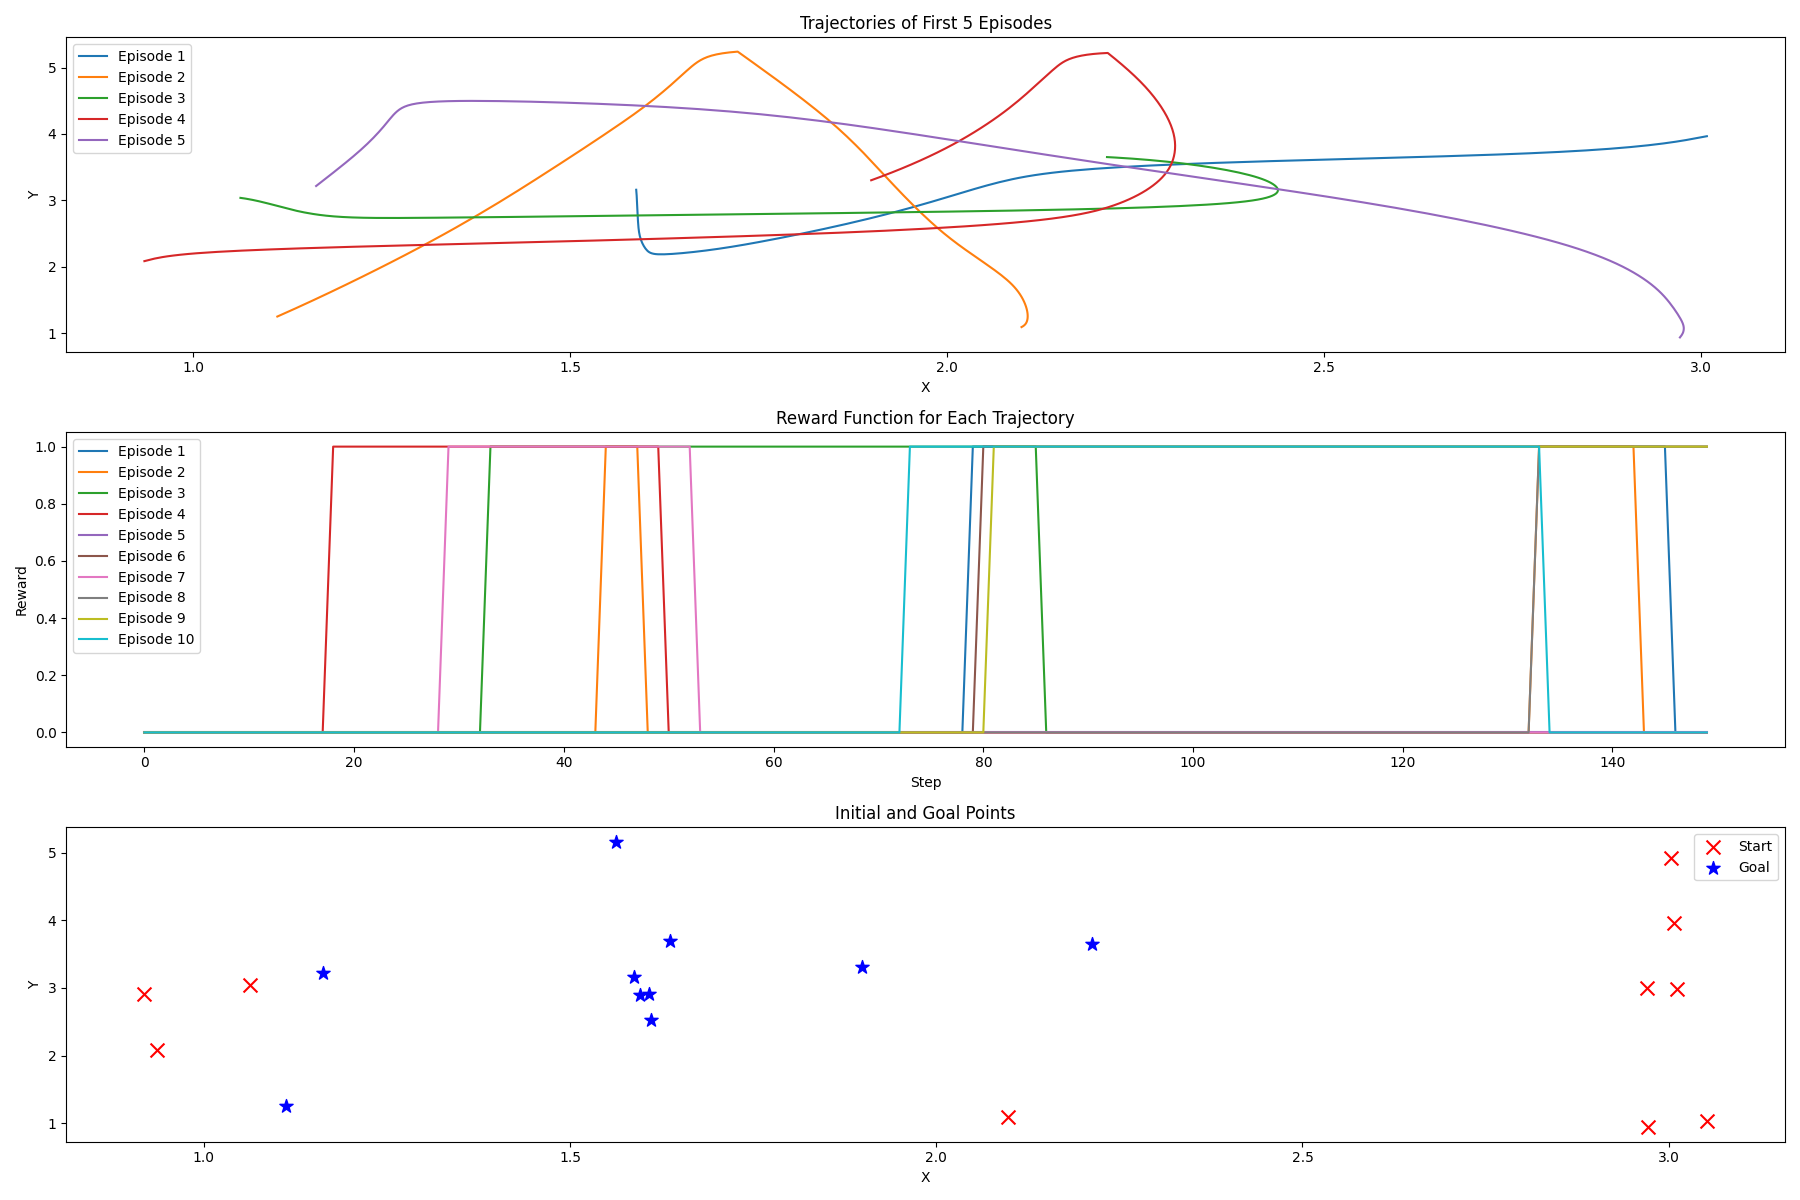 Trajectories of First 5 Episodes
Episode 1
Episode 2
Episode 3
Episode 4
Episode 5
5
4
3
2
1
Y
1.0 1.5 2.0 2.5 3.0
X
Reward Function for Each Trajectory
Episode 1
Episode 2
Episode 3
Episode 4
Episode 5
Episode 6
Episode 7
Episode 8
Episode 9
Episode 10
1.0
0.8
0.6
0.4
0.2
0.0
Reward
0 20 40 60 80 100 120 140
Step
Initial and Goal Points
Start
Goal
5
4
3
2
1
Y
1.0 1.5 2.0 2.5 3.0
X